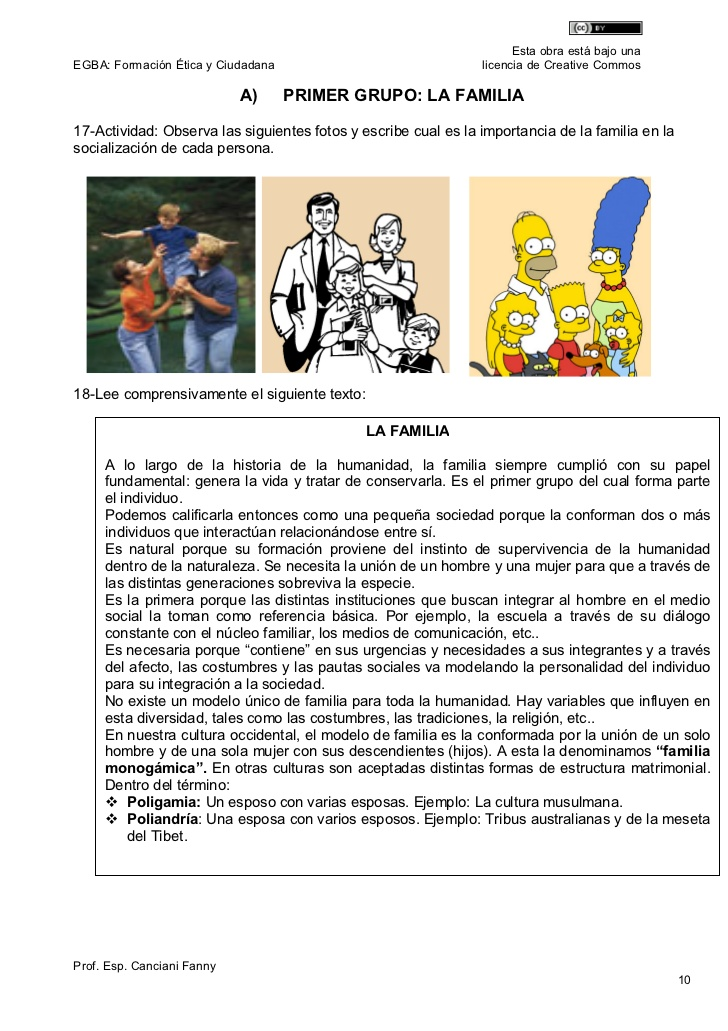 (cc) BY
Esta obra está bajo una
EGBA: Formación Ética y Ciudadana
licencia de Creative Commos
A) PRIMER GRUPO: LA FAMILIA
17-Actividad: Observa las siguientes fotos y escribe cual es la importancia de la familia en la
socialización de cada persona.
18-Lee comprensivamente el siguiente texto:
LA FAMILIA
A lo largo de la historia de la humanidad, la familia siempre cumplió con su papel
fundamental: genera la vida y tratar de conservarla. Es el primer grupo del cual forma parte
el individuo.
Podemos calificarla entonces como una pequeña sociedad porque la conforman dos o más
individuos que interactúan relacionándose entre sí.
Es natural porque su formación proviene del instinto de supervivencia de la humanidad
dentro de la naturaleza. Se necesita la unión de un hombre y una mujer para que a través de
las distintas generaciones sobreviva la especie.
Es la primera porque las distintas instituciones que buscan integrar al hombre en el medio
social la toman como referencia básica. Por ejemplo, la escuela a través de su diálogo
constante con el núcleo familiar, los medios de comunicación, etc..
Es necesaria porque “contiene” en sus urgencias y necesidades a sus integrantes y a través
del afecto, las costumbres y las pautas sociales va modelando la personalidad del individuo
para su integración a la sociedad.
No existe un modelo único de familia para toda la humanidad. Hay variables que influyen en
esta diversidad, tales como las costumbres, las tradiciones, la religión, etc..
En nuestra cultura occidental, el modelo de familia es la conformada por la unión de un solo
hombre y de una sola mujer con sus descendientes (hijos). A esta la denominamos “familia
monogámica”. En otras culturas son aceptadas distintas formas de estructura matrimonial.
Dentro del término:
❖ Poligamia: Un esposo con varias esposas. Ejemplo: La cultura musulmana.
❖ Poliandría: Una esposa con varios esposos. Ejemplo: Tribus australianas y de la meseta
del Tibet.
Prof. Esp. Canciani Fanny
10